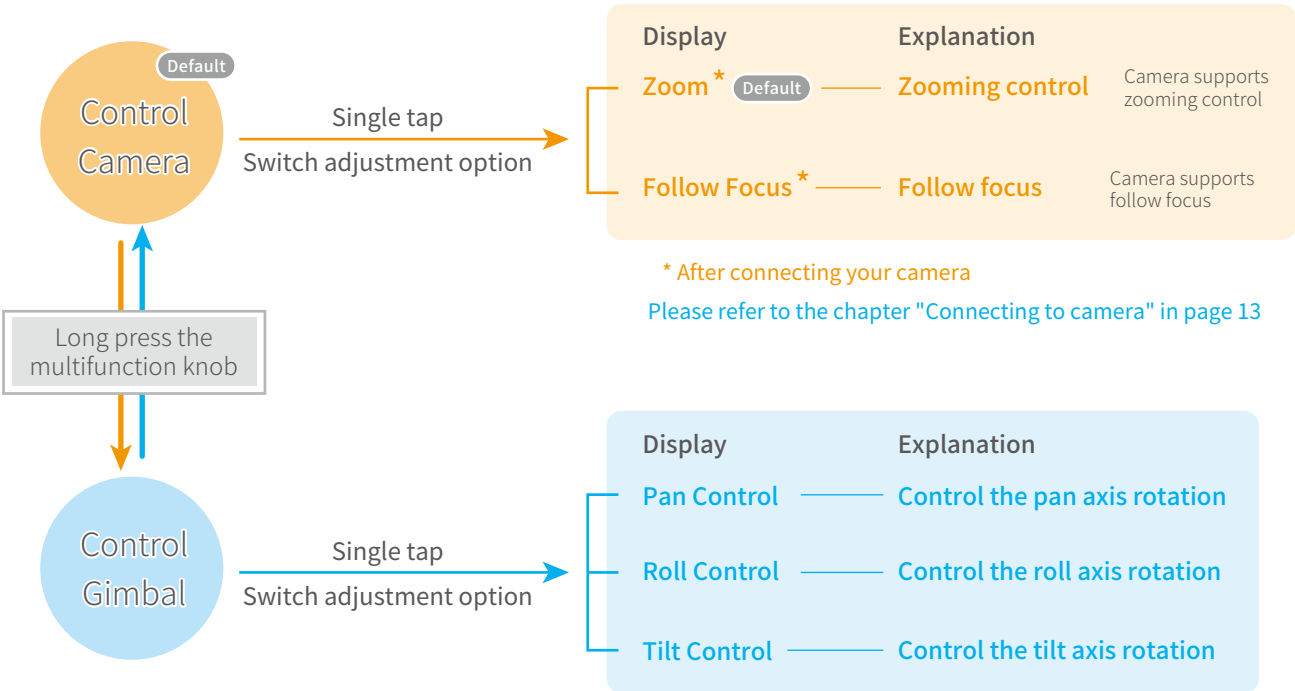 Default
Control
Camera
Single tap
Switch adjustment option
Display Explanation
Zoom * Default Zooming control Camera supports
zooming control
Follow Focus * Follow focus Camera supports
follow focus
* After connecting your camera
Please refer to the chapter "Connecting to camera" in page 13
Long press the
multifunction knob
Control
Gimbal
Single tap
Switch adjustment option
Display Explanation
Pan Control Control the pan axis rotation
Roll Control Control the roll axis rotation
Tilt Control Control the tilt axis rotation